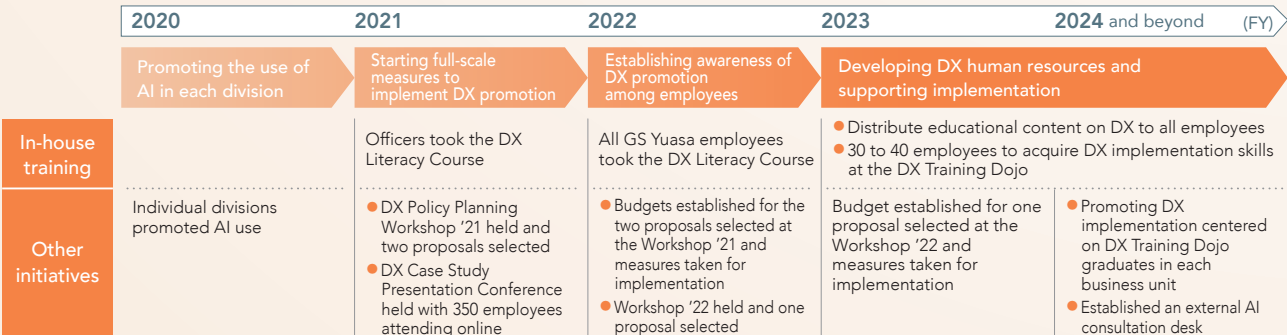 2020
2021
2022
2023
2024 and beyond
(FY)
Promoting the use of
AI in each division
Starting full-scale
measures to
implement DX promotion
Establishing awareness of
DX promotion
among employees
Developing DX human resources and
supporting implementation
In-house
training
Officers took the DX
Literacy Course
All GS Yuasa employees
took the DX Literacy Course
● Distribute educational content on DX to all employees
● 30 to 40 employees to acquire DX implementation skills
at the DX Training Dojo
Other
initiatives
Individual divisions
promoted AI use
● DX Policy Planning
Workshop ’21 held and
two proposals selected
● DX Case Study
Presentation Conference
held with 350 employees
attending online
● Budgets established for the
two proposals selected at
the Workshop ’21 and
measures taken for
implementation
● Workshop ’22 held and one
proposal selected
Budget established for one
proposal selected at the
Workshop ’22 and
measures taken for
implementation
● Promoting DX
implementation centered
on DX Training Dojo
graduates in each
business unit
● Established an external AI
consultation desk